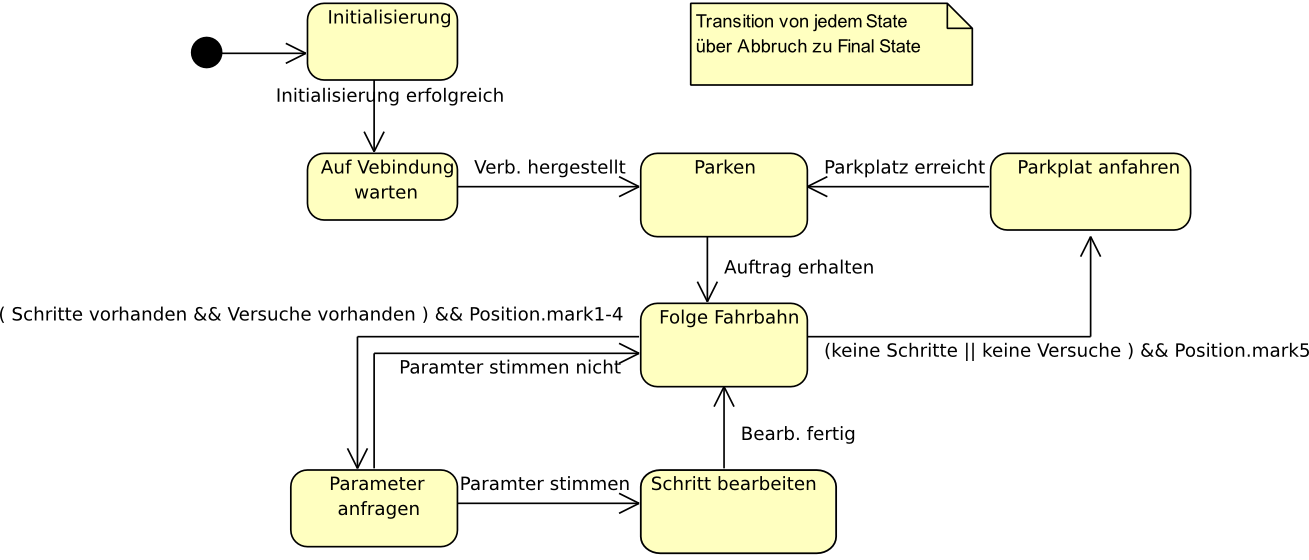 Initialisierung
Transition von jedem State
über Abbruch zu Final State
Initialisierung erfolgreich
Auf Vebindung
warten
Verb. hergestellt
Parken
Parkplatz erreicht
Parkplat anfahren
Auftrag erhalten
( Schritte vorhanden && Versuche vorhanden ) && Position.mark1-4
Folge Fahrbahn
(keine Schritte || keine Versuche ) && Position.mark5
Paramter stimmen nicht
Bearb. fertig
Parameter
anfragen
Paramter stimmen
Schritt bearbeiten